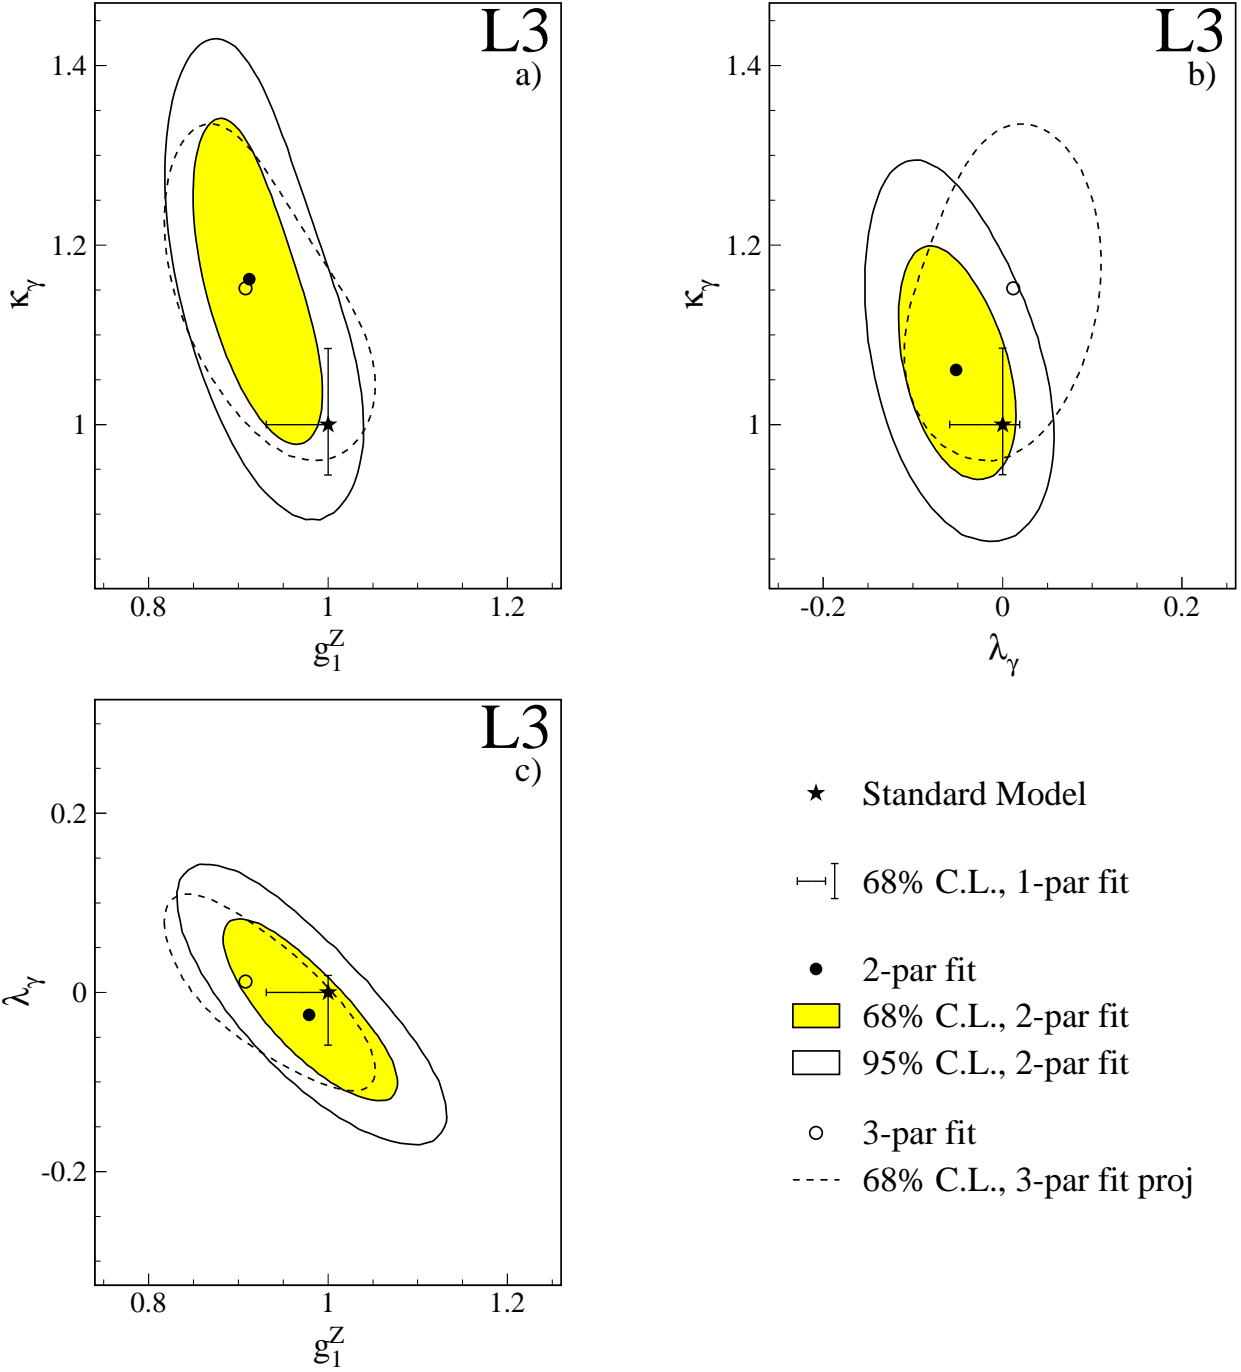 L3
a)
1.4
1.2
1
κγ
0.8 1 1.2
g₁ᶻ
L3
b)
1.4
1.2
1
κγ
-0.2 0 0.2
λγ
L3
c)
0.2
0
-0.2
λγ
0.8 1 1.2
g₁ᶻ
Standard Model
68% C.L., 1-par fit
2-par fit
68% C.L., 2-par fit
95% C.L., 2-par fit
3-par fit
68% C.L., 3-par fit proj